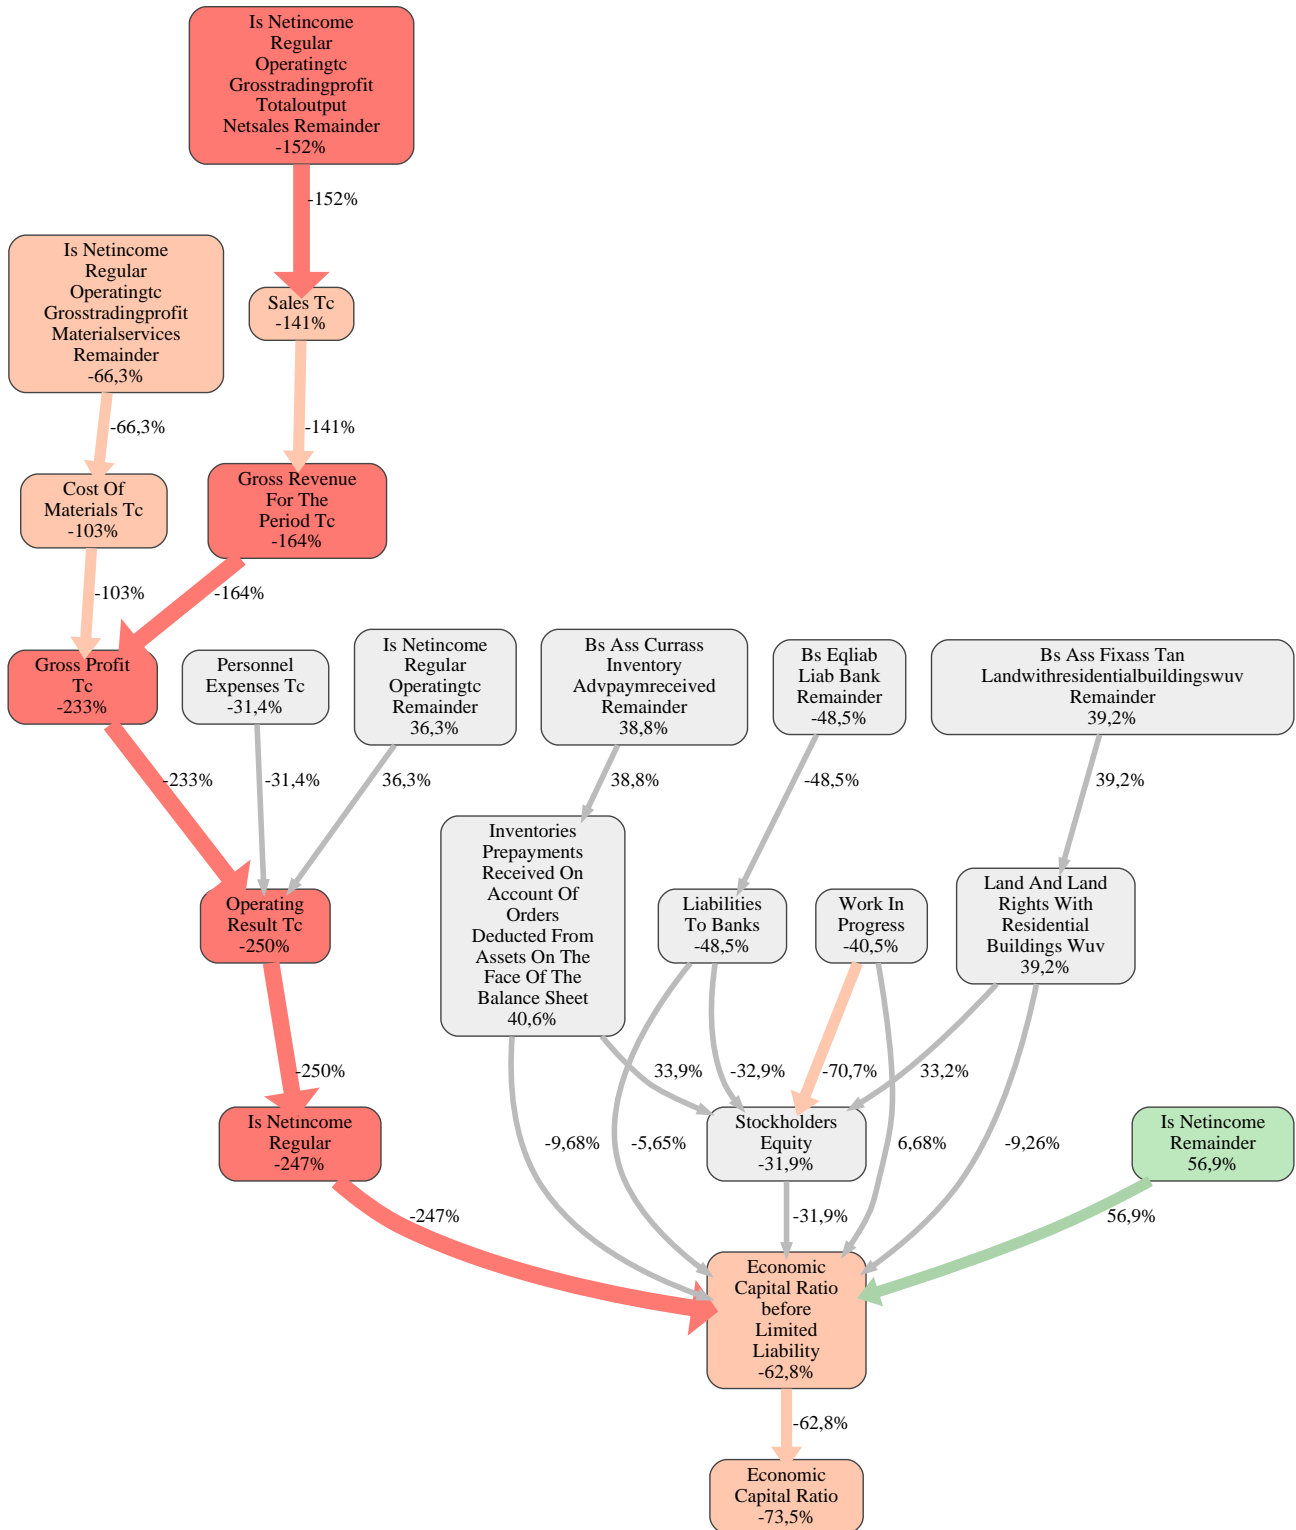 Is Netincome
Regular
Operatingtc
Grosstradingprofit
Totaloutput
Netsales Remainder
-152%
-152%
Is Netincome
Regular
Operatingtc
Grosstradingprofit
Materialservices
Remainder
-66,3%
Sales Tc
-141%
-66,3%
-141%
Cost Of
Materials Tc
-103%
Gross Revenue
For The
Period Tc
-164%
-103%
-164%
Gross Profit
Tc
-233%
Personnel
Expenses Tc
-31,4%
Is Netincome
Regular
Operatingtc
Remainder
36,3%
Bs Ass Currass
Inventory
Advpaymreceived
Remainder
38,8%
Bs Eqliab
Liab Bank
Remainder
-48,5%
Bs Ass Fixass Tan
Landwithresidentialbuildingswuv
Remainder
39,2%
-233%
-31,4%
36,3%
38,8%
-48,5%
39,2%
Operating
Result Tc
-250%
Inventories
Prepayments
Received On
Account Of
Orders
Deducted From
Assets On The
Face Of The
Balance Sheet
40,6%
Liabilities
To Banks
-48,5%
Work In
Progress
-40,5%
Land And Land
Rights With
Residential
Buildings Wuv
39,2%
-250%
33,9%
-32,9%
-70,7%
33,2%
Is Netincome
Regular
-247%
-9,68%
-5,65%
Stockholders
Equity
-31,9%
6,68%
-9,26%
Is Netincome
Remainder
56,9%
-247%
-31,9%
56,9%
Economic
Capital Ratio
before
Limited
Liability
-62,8%
-62,8%
Economic
Capital Ratio
-73,5%